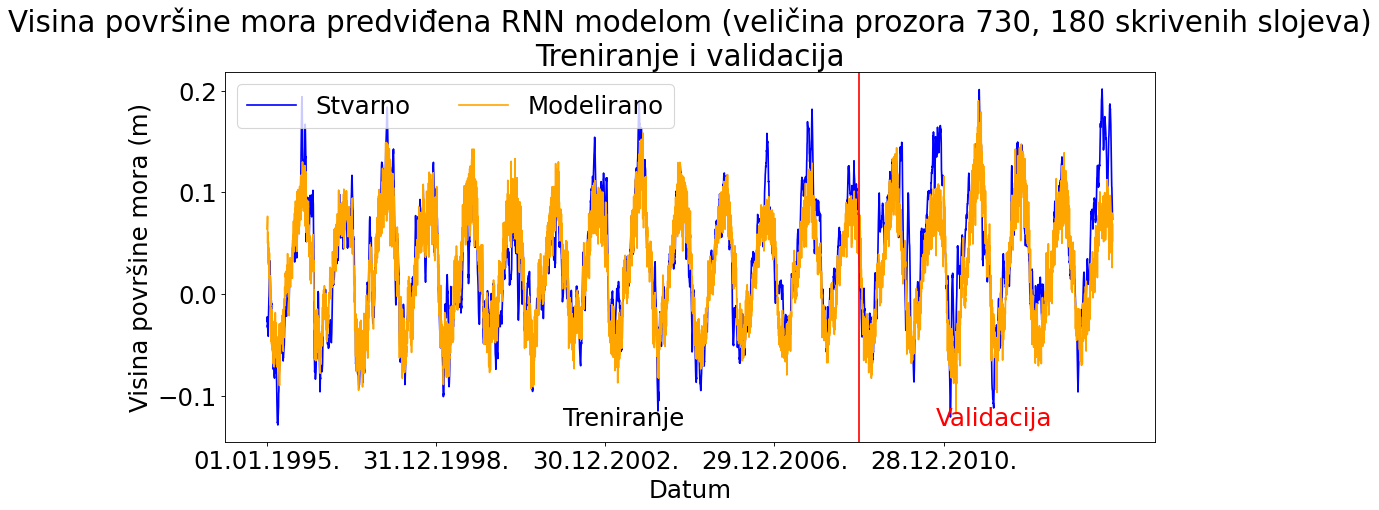 Visina površine mora predviđena RNN modelom (veličina prozora 730, 180 skrivenih slojeva)
Treniranje i validacija
Visina površine mora (m)
0.2
0.1
0.0
−0.1
Stvarno
Modelirano
Treniranje
Validacija
01.01.1995.
31.12.1998.
30.12.2002.
29.12.2006.
28.12.2010.
Datum